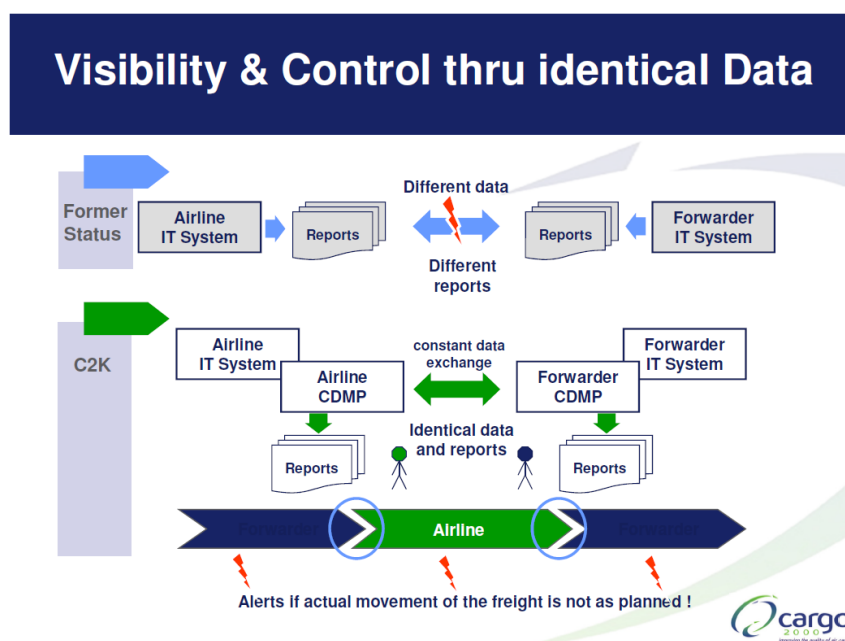 Visibility & Control thru identical Data
Former
Status
Airline
IT System
Reports
Different data
Different
reports
Reports
Forwarder
IT System
C2K
Airline
IT System
Airline
CDMP
constant data
exchange
Forwarder
IT System
Forwarder
CDMP
Identical data
and reports
Reports
Reports
Forwarder
Airline
Forwarder
Alerts if actual movement of the freight is not as planned !
cargo
2000